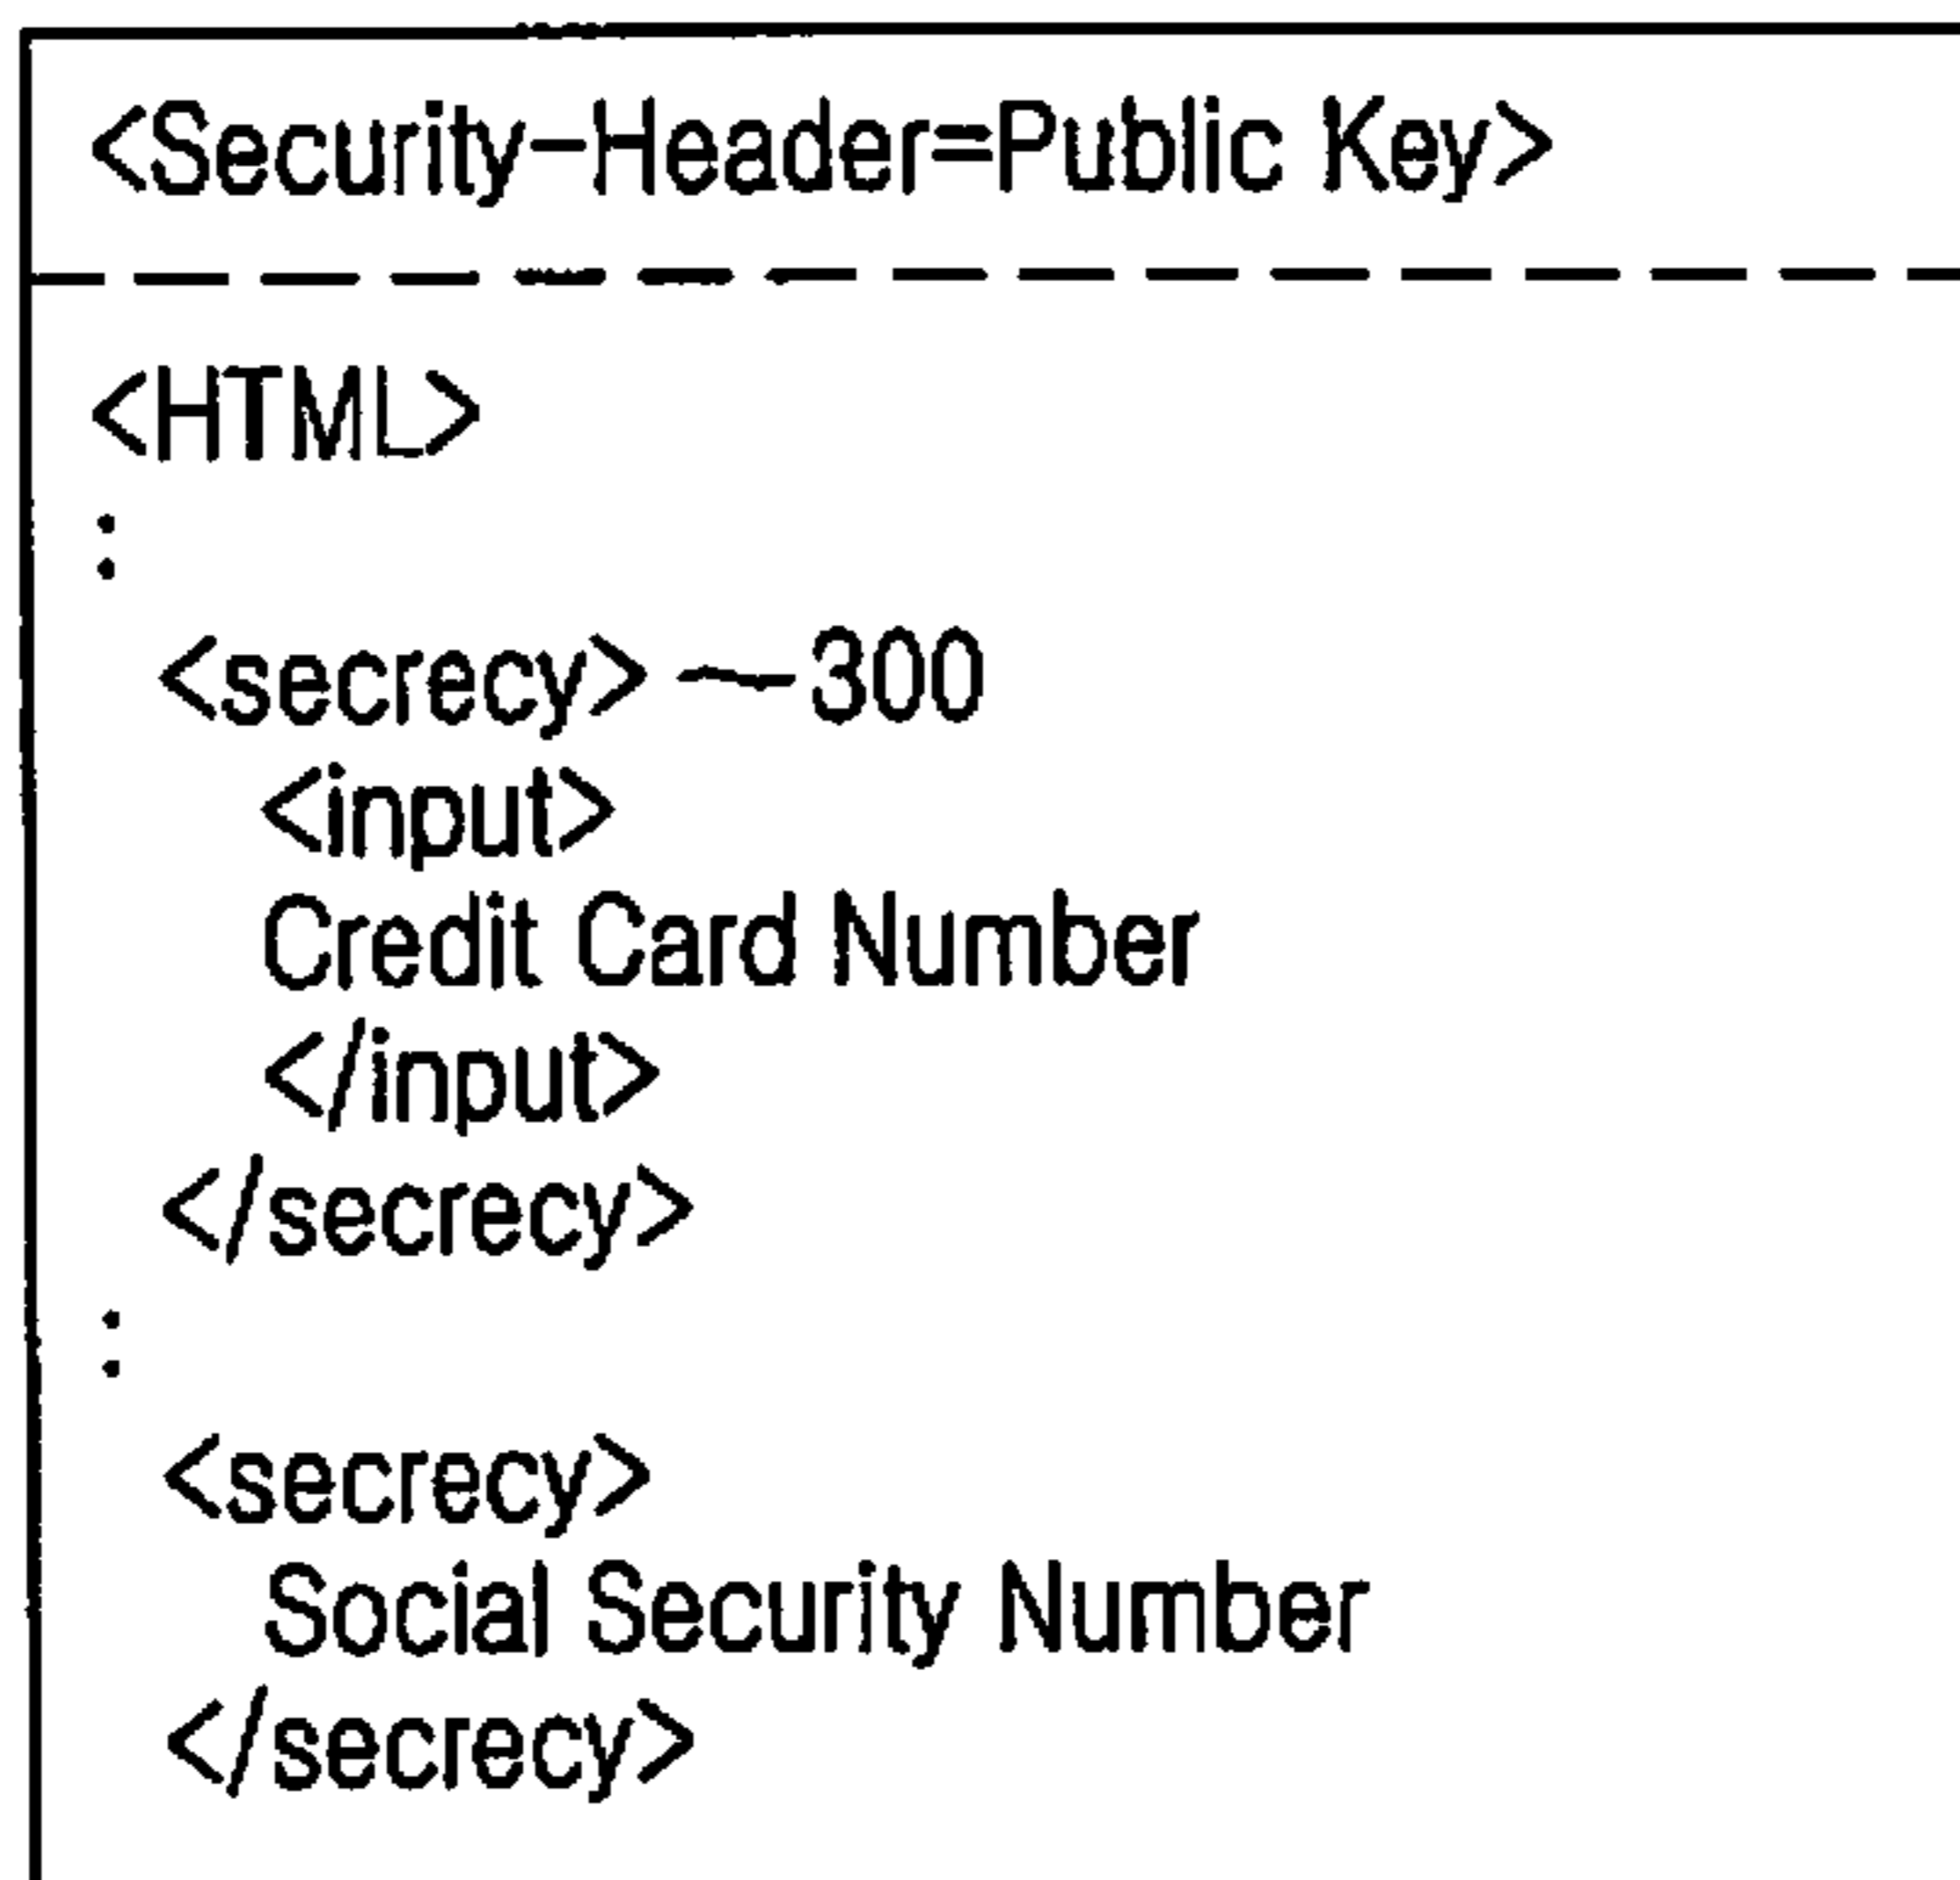 <Security-Header=Public Key>
<HTML>
:
<secrecy> ~300
<input>
Credit Card Number
</input>
</secrecy>
:
<secrecy>
Social Security Number
</secrecy>